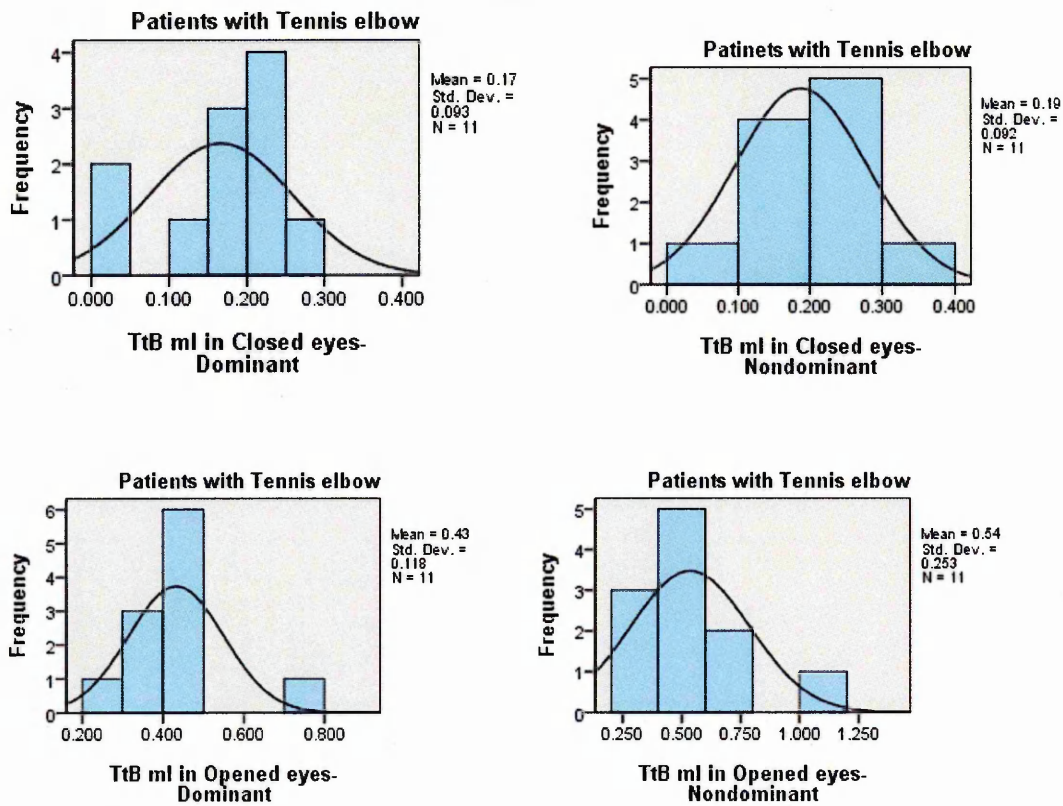 Patients with Tennis elbow
Frequency
4
3
2
1
0
0.000 0.100 0.200 0.300 0.400
TtB ml in Closed eyes-
Dominant
Mean = 0.17
Std. Dev. =
0.093
N = 11
Patinets with Tennis elbow
Frequency
5
4
3
2
1
0
0.000 0.100 0.200 0.300 0.400
TtB ml in Closed eyes-
Nondominant
Mean = 0.19
Std. Dev. =
0.092
N = 11
Patients with Tennis elbow
Frequency
6
5
4
3
2
1
0
0.200 0.400 0.600 0.800
TtB ml in Opened eyes-
Dominant
Mean = 0.43
Std. Dev. =
0.118
N = 11
Patients with Tennis elbow
Frequency
5
4
3
2
1
0
0.250 0.500 0.750 1.000 1.250
TtB ml in Opened eyes-
Nondominant
Mean = 0.54
Std. Dev. =
0.253
N = 11